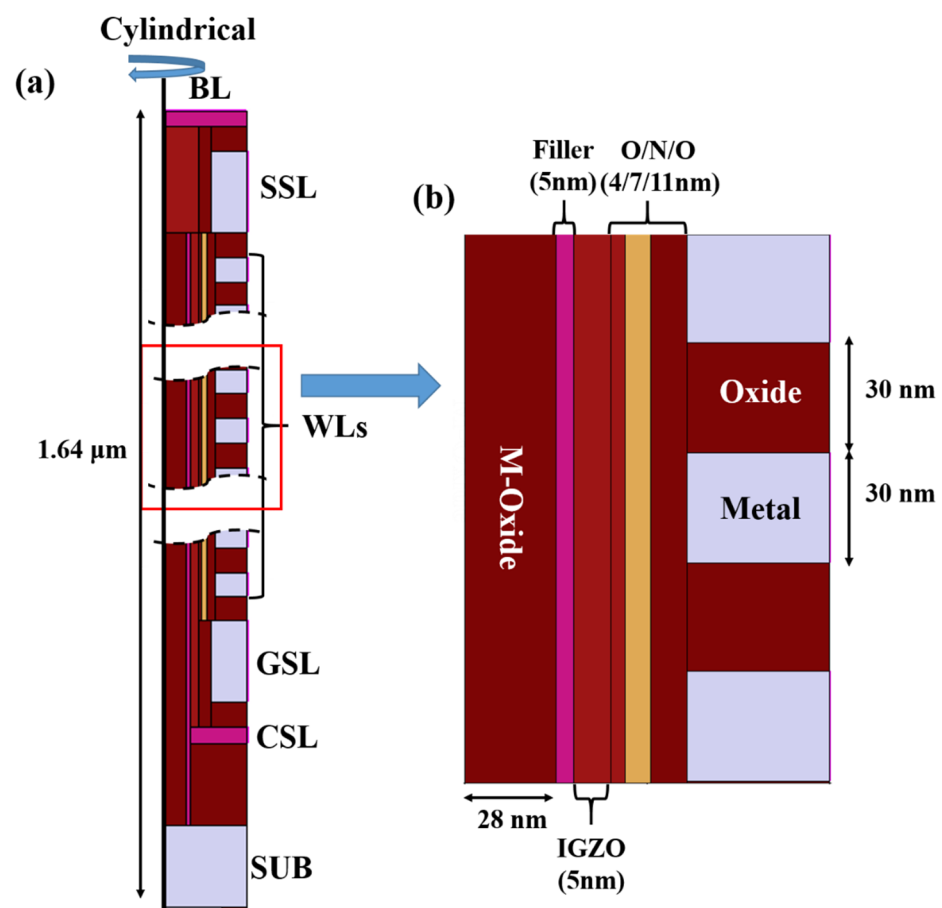 Cylindrical
(a)
BL
SSL
WLs
1.64 μm
GSL
CSL
SUB
(b)
Filler
(5nm)
O/N/O
(4/7/11nm)
M-Oxide
Oxide
30 nm
Metal
30 nm
28 nm
IGZO
(5nm)